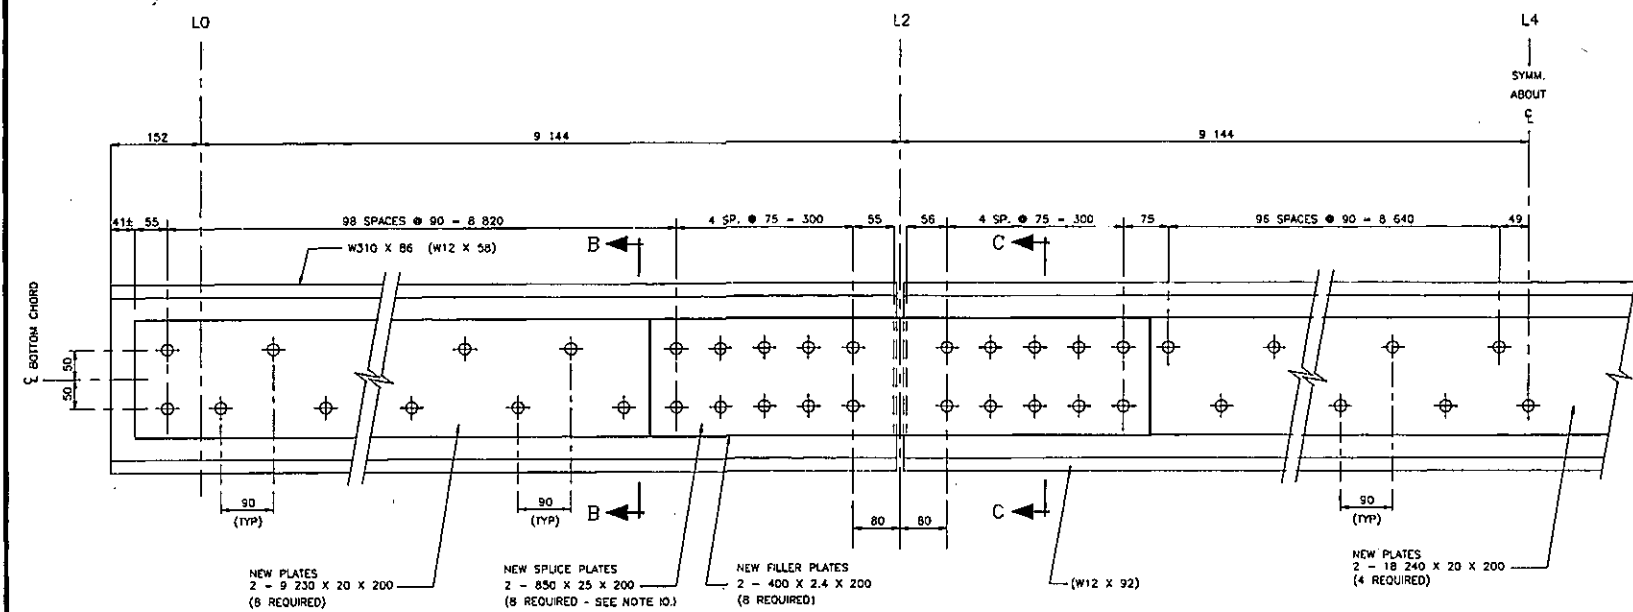 L0
L2
L4
SYMM.
ABOUT
℄
152
9 144
9 144
41± 55
98 SPACES @ 90 - 8 820
4 SP. @ 75 - 300
55
56
4 SP. @ 75 - 300
75
96 SPACES @ 90 - 8 640
49
W310 X 86 (W12 X 58)
B
C
℄ BOTTOM CHORD
50
50
90
(TYP)
90
(TYP)
B
80
80
C
90
(TYP)
NEW PLATES
2 - 9 230 X 20 X 200
(8 REQUIRED)
NEW SPLICE PLATES
2 - 850 X 25 X 200
(8 REQUIRED - SEE NOTE 10.)
NEW FILLER PLATES
2 - 400 X 2.4 X 200
(8 REQUIRED)
(W12 X 92)
NEW PLATES
2 - 18 240 X 20 X 200
(4 REQUIRED)